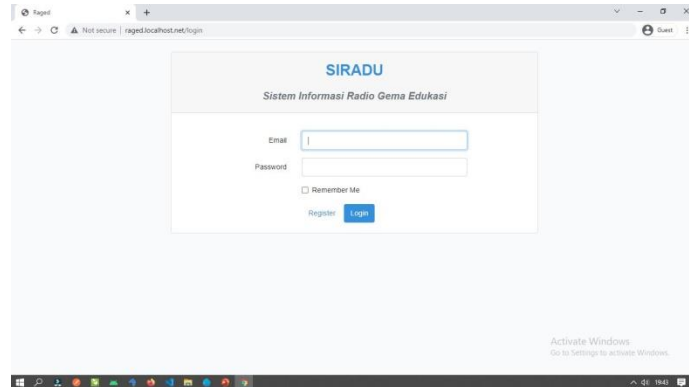 Raged
Not secure | raged.localhost.net/login
Guest
SIRADU
Sistem Informasi Radio Gema Edukasi
Email
Password
Remember Me
Register Login
Activate Windows
Go to Settings to activate Windows.
1943